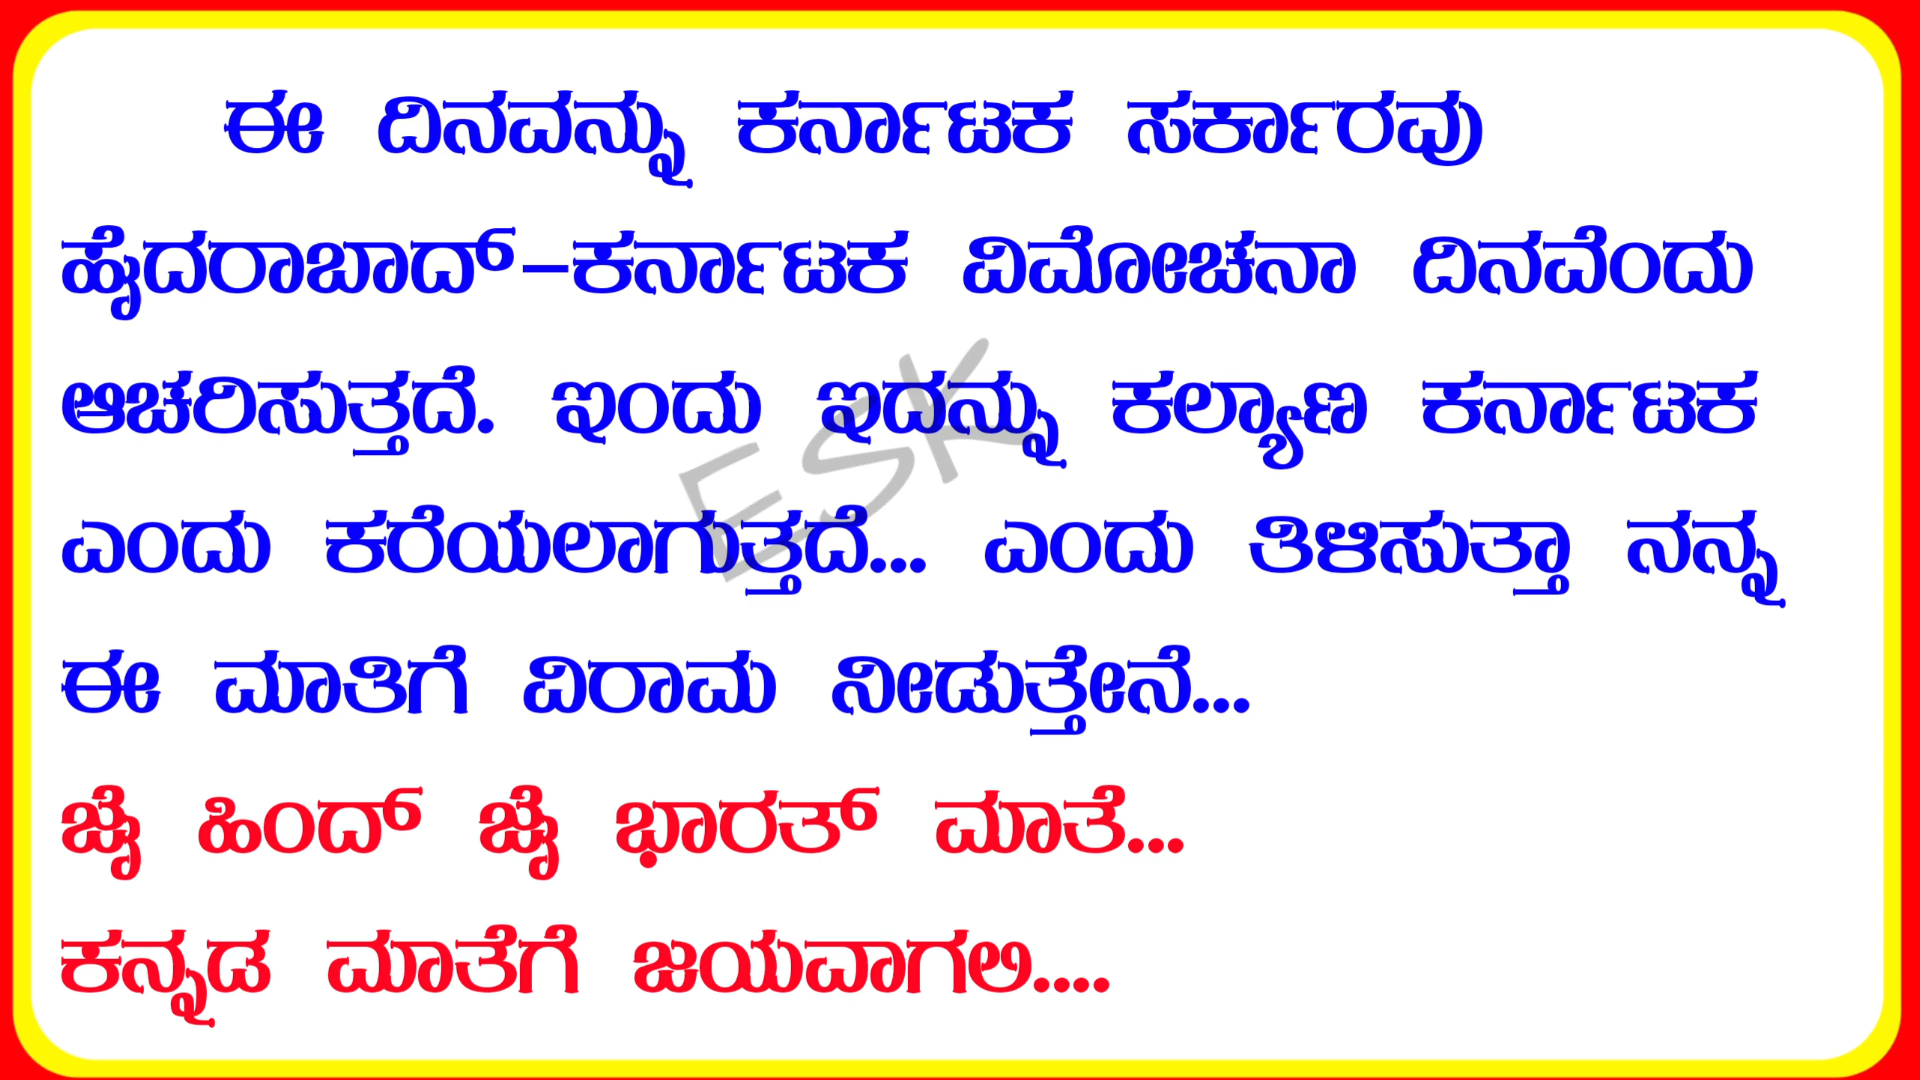 ಈ ದಿನವನ್ನು ಕರ್ನಾಟಕ ಸರ್ಕಾರವು
ಹೈದರಾಬಾದ್-ಕರ್ನಾಟಕ ವಿಮೋಚನಾ ದಿನವೆಂದು
ಆಚರಿಸುತ್ತದೆ. ಇಂದು ಇದನ್ನು ಕಲ್ಯಾಣ ಕರ್ನಾಟಕ
ಎಂದು ಕರೆಯಲಾಗುತ್ತದೆ... ಎಂದು ತಿಳಿಸುತ್ತಾ ನನ್ನ
ಈ ಮಾತಿಗೆ ವಿರಾಮ ನೀಡುತ್ತೇನೆ...
ಜೈ ಹಿಂದ್ ಜೈ ಭಾರತ್ ಮಾತೆ...
ಕನ್ನಡ ಮಾತೆಗೆ ಜಯವಾಗಲಿ....
ESK